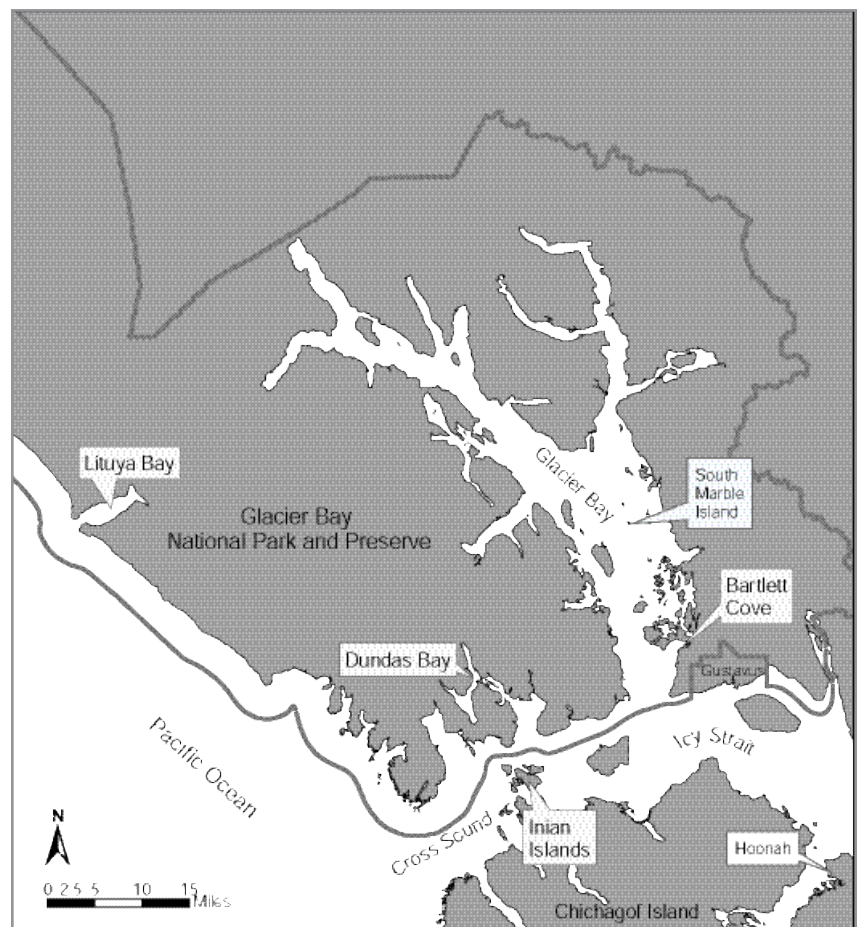 Lituya Bay
Glacier Bay
National Park and Preserve
Glacier Bay
South
Marble
Island
Bartlett
Cove
Dundas Bay
Gustavus
Icy Strait
Pacific Ocean
Cross Sound
Inian
Islands
Hoonah
Chichagof Island
N
0 2.5 5 10 15
Miles